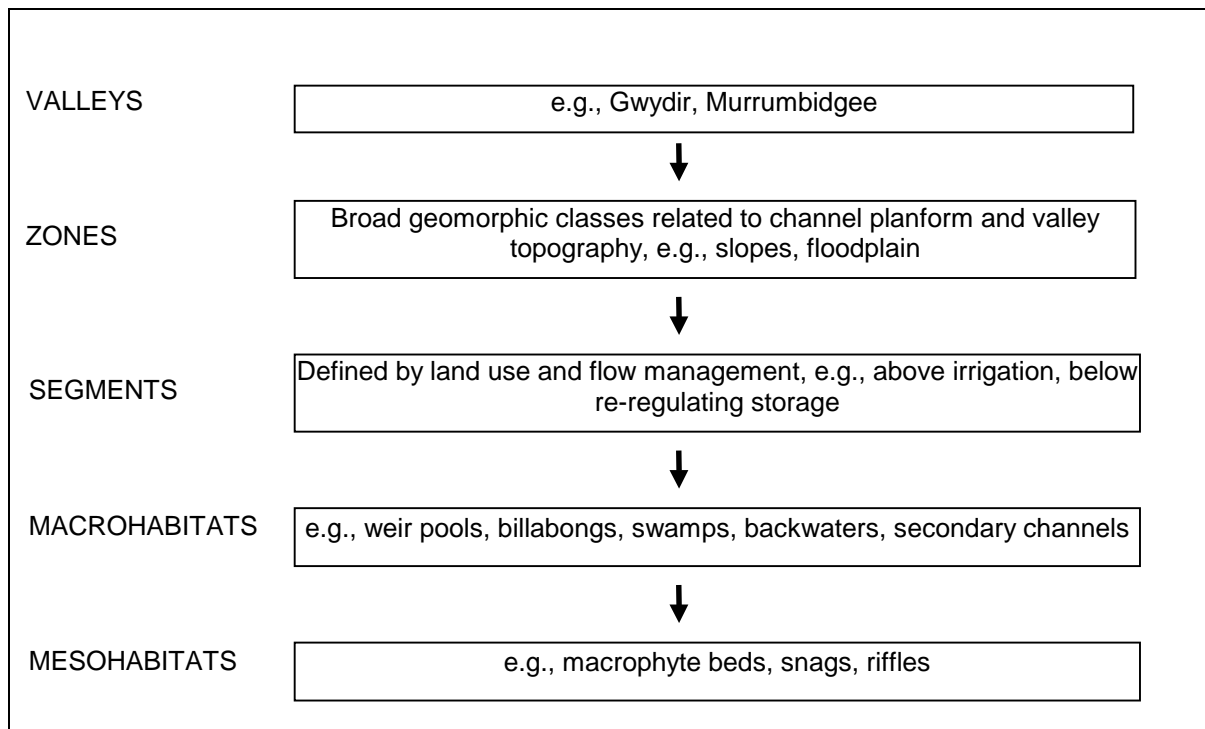 VALLEYS
e.g., Gwydir, Murrumbidgee
ZONES
Broad geomorphic classes related to channel planform and valley
topography, e.g., slopes, floodplain
SEGMENTS
Defined by land use and flow management, e.g., above irrigation, below
re-regulating storage
MACROHABITATS
e.g., weir pools, billabongs, swamps, backwaters, secondary channels
MESOHABITATS
e.g., macrophyte beds, snags, riffles